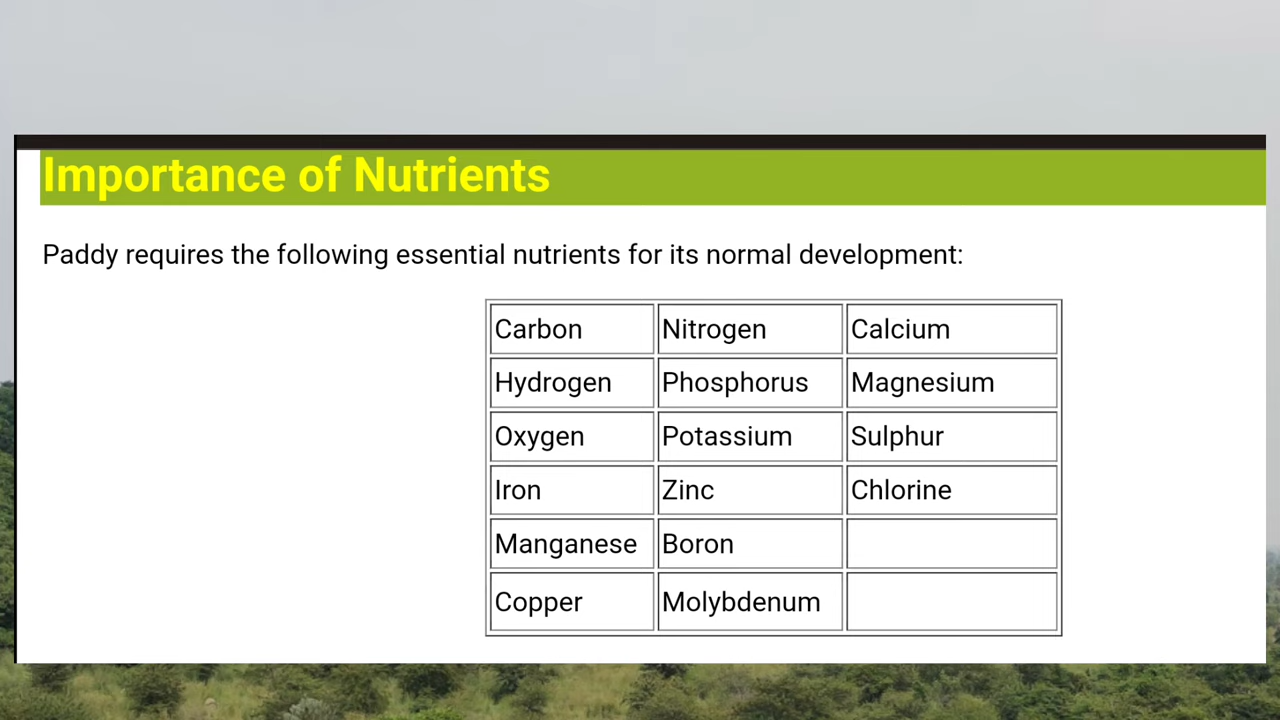 Importance of Nutrients
Paddy requires the following essential nutrients for its normal development:
Carbon Nitrogen Calcium
Hydrogen Phosphorus Magnesium
Oxygen Potassium Sulphur
Iron Zinc Chlorine
Manganese Boron
Copper Molybdenum